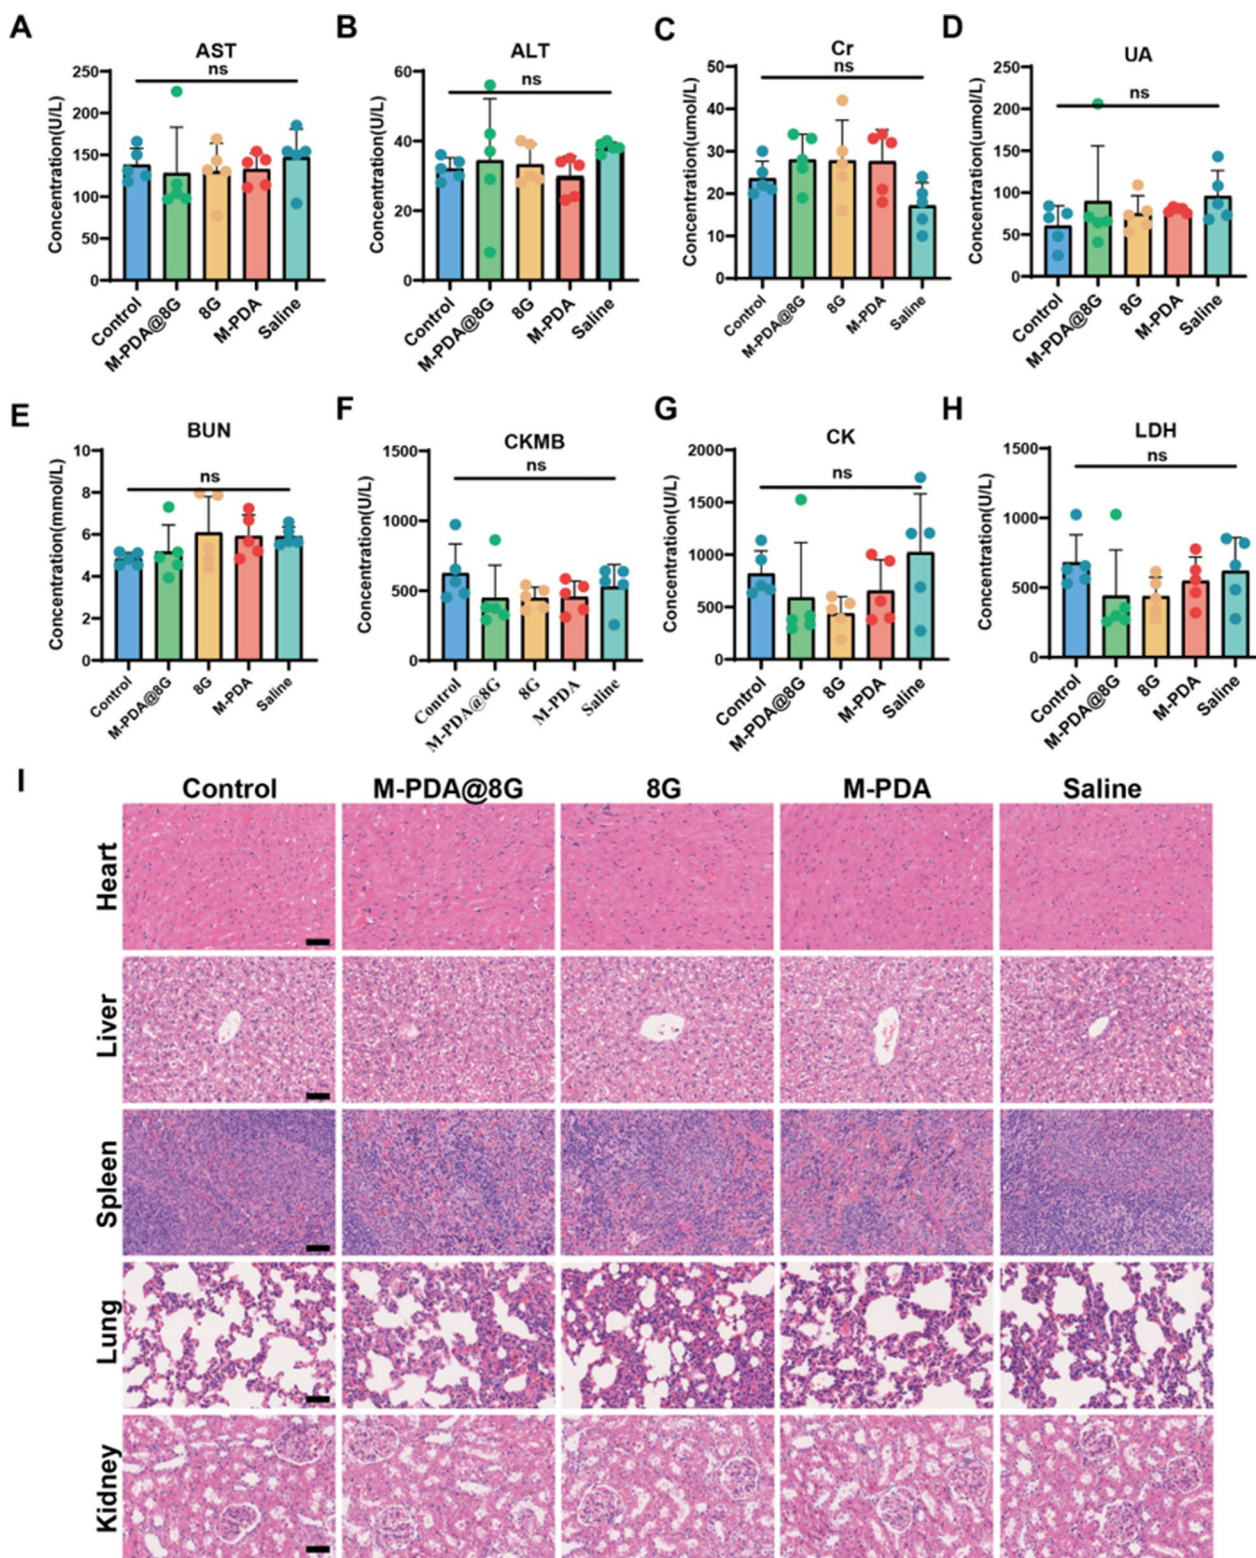 A
AST
ns
Concentration(U/L)
250
200
150
100
50
0
Control
M-PDA@8G
8G
M-PDA
Saline
B
ALT
ns
Concentration(U/L)
60
40
20
0
Control
M-PDA@8G
8G
M-PDA
Saline
C
Cr
ns
Concentration(umol/L)
50
40
30
20
10
0
Control
M-PDA@8G
8G
M-PDA
Saline
D
UA
ns
Concentration(umol/L)
250
200
150
100
50
0
Control
M-PDA@8G
8G
M-PDA
Saline
E
BUN
ns
Concentration(mmol/L)
10
8
6
4
2
0
Control
M-PDA@8G
8G
M-PDA
Saline
F
CKMB
ns
Concentration(U/L)
1500
1000
500
0
Control
M-PDA@8G
8G
M-PDA
Saline
G
CK
ns
Concentration(U/L)
2000
1500
1000
500
0
Control
M-PDA@8G
8G
M-PDA
Saline
H
LDH
ns
Concentration(U/L)
1500
1000
500
0
Control
M-PDA@8G
8G
M-PDA
Saline
I
Control M-PDA@8G 8G M-PDA Saline
Heart
Liver
Spleen
Lung
Kidney